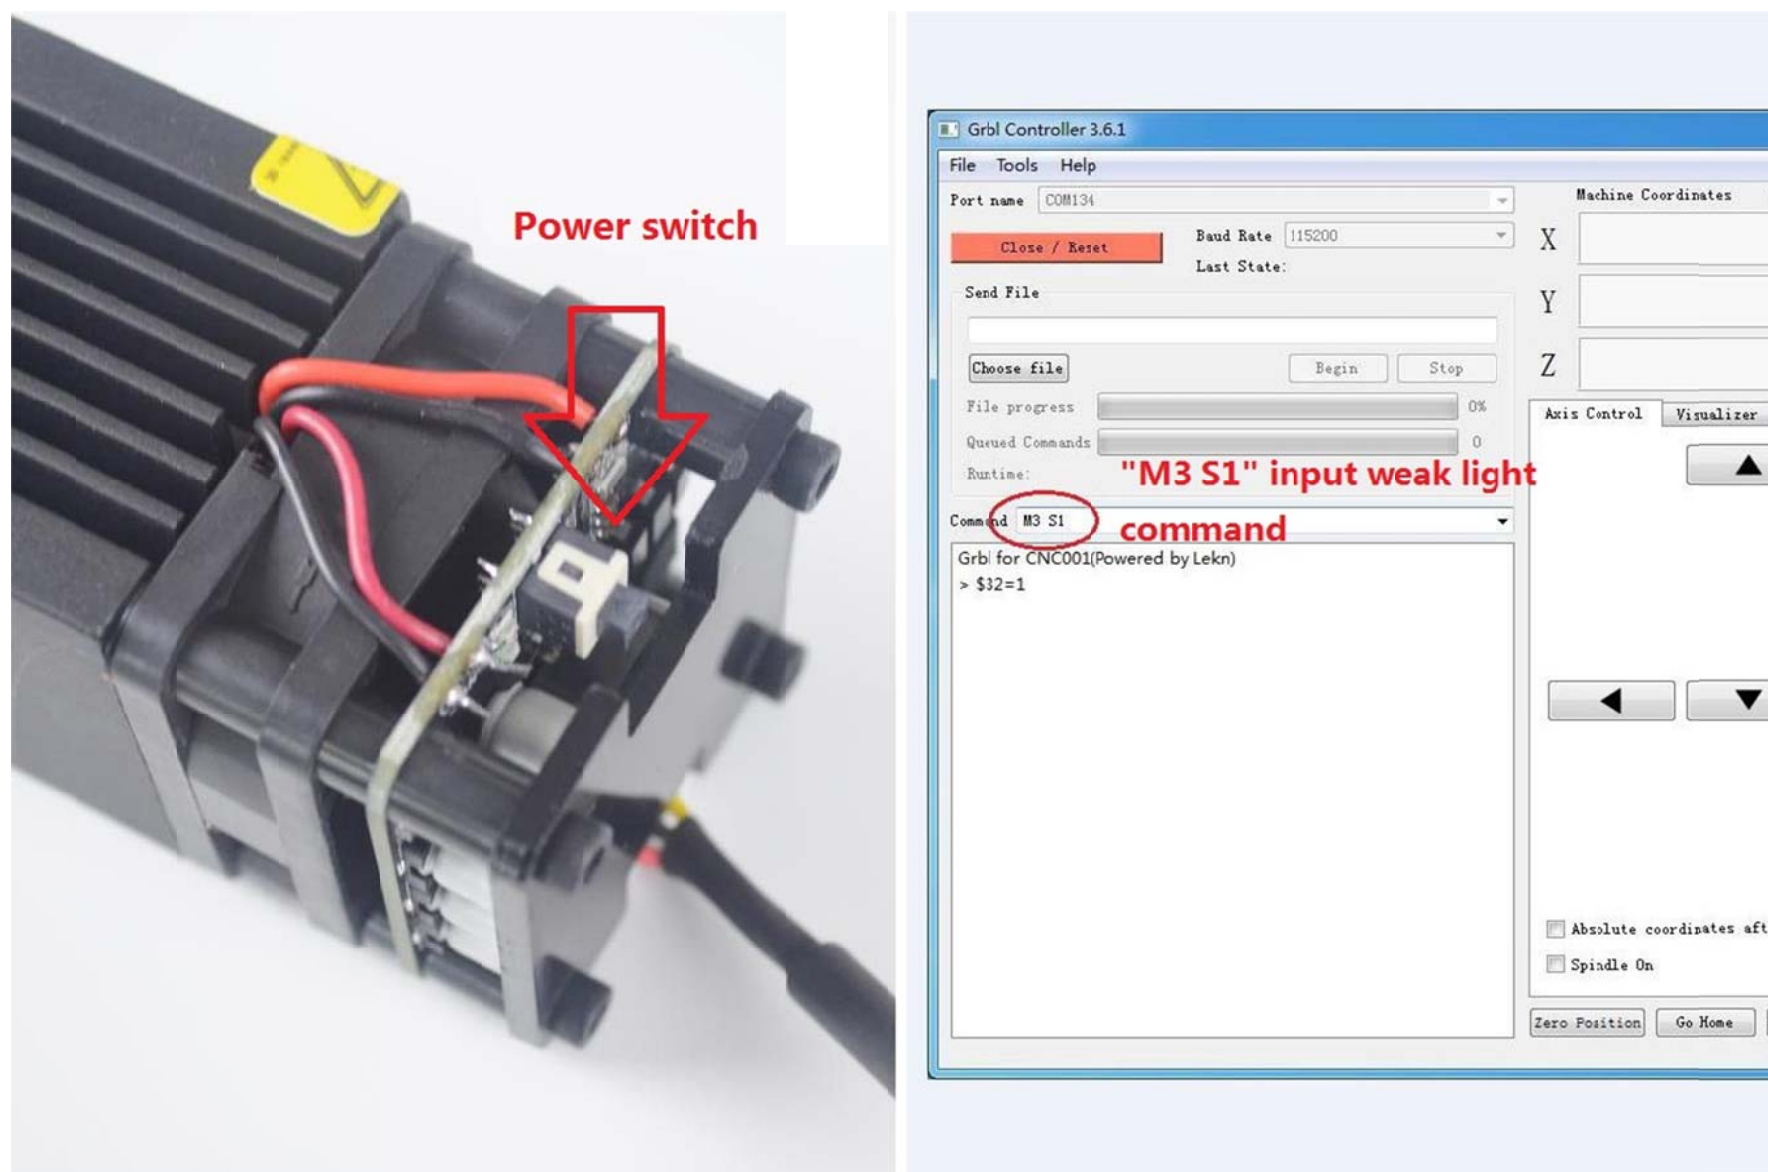 Power switch
Grbl Controller 3.6.1
File Tools Help
Port name COM134
Close / Reset
Baud Rate 115200
Last State:
Send File
Choose file
Begin
Stop
File progress
0%
Queued Commands
0
Runtime:
"M3 S1" input weak light
command
Command M3 S1
Grbl for CNC001(Powered by Lekn)
> $32=1
Machine Coordinates
X
Y
Z
Axis Control
Visualizer
Absolute coordinates aft
Spindle On
Zero Position
Go Home